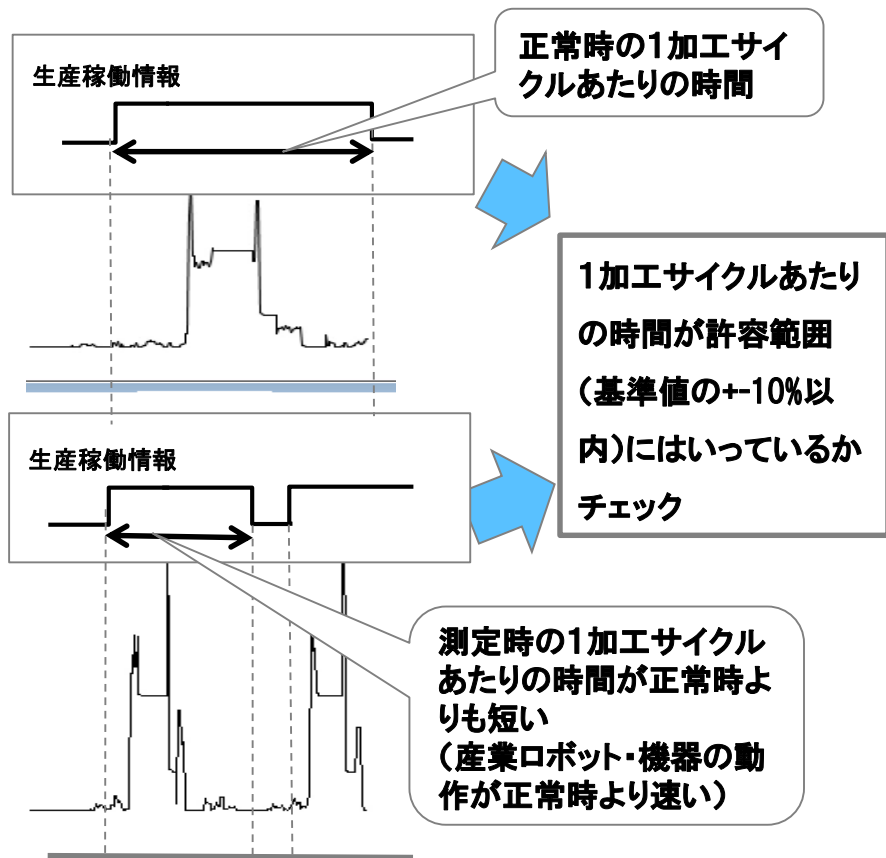 正常時の1加工サイ
クルあたりの時間
生産稼働情報
1加工サイクルあたり
の時間が許容範囲
(基準値の+-10%以
内)にはいっているか
チェック
生産稼働情報
測定時の1加工サイクル
あたりの時間が正常時よ
りも短い
(産業ロボット・機器の動
作が正常時より速い)